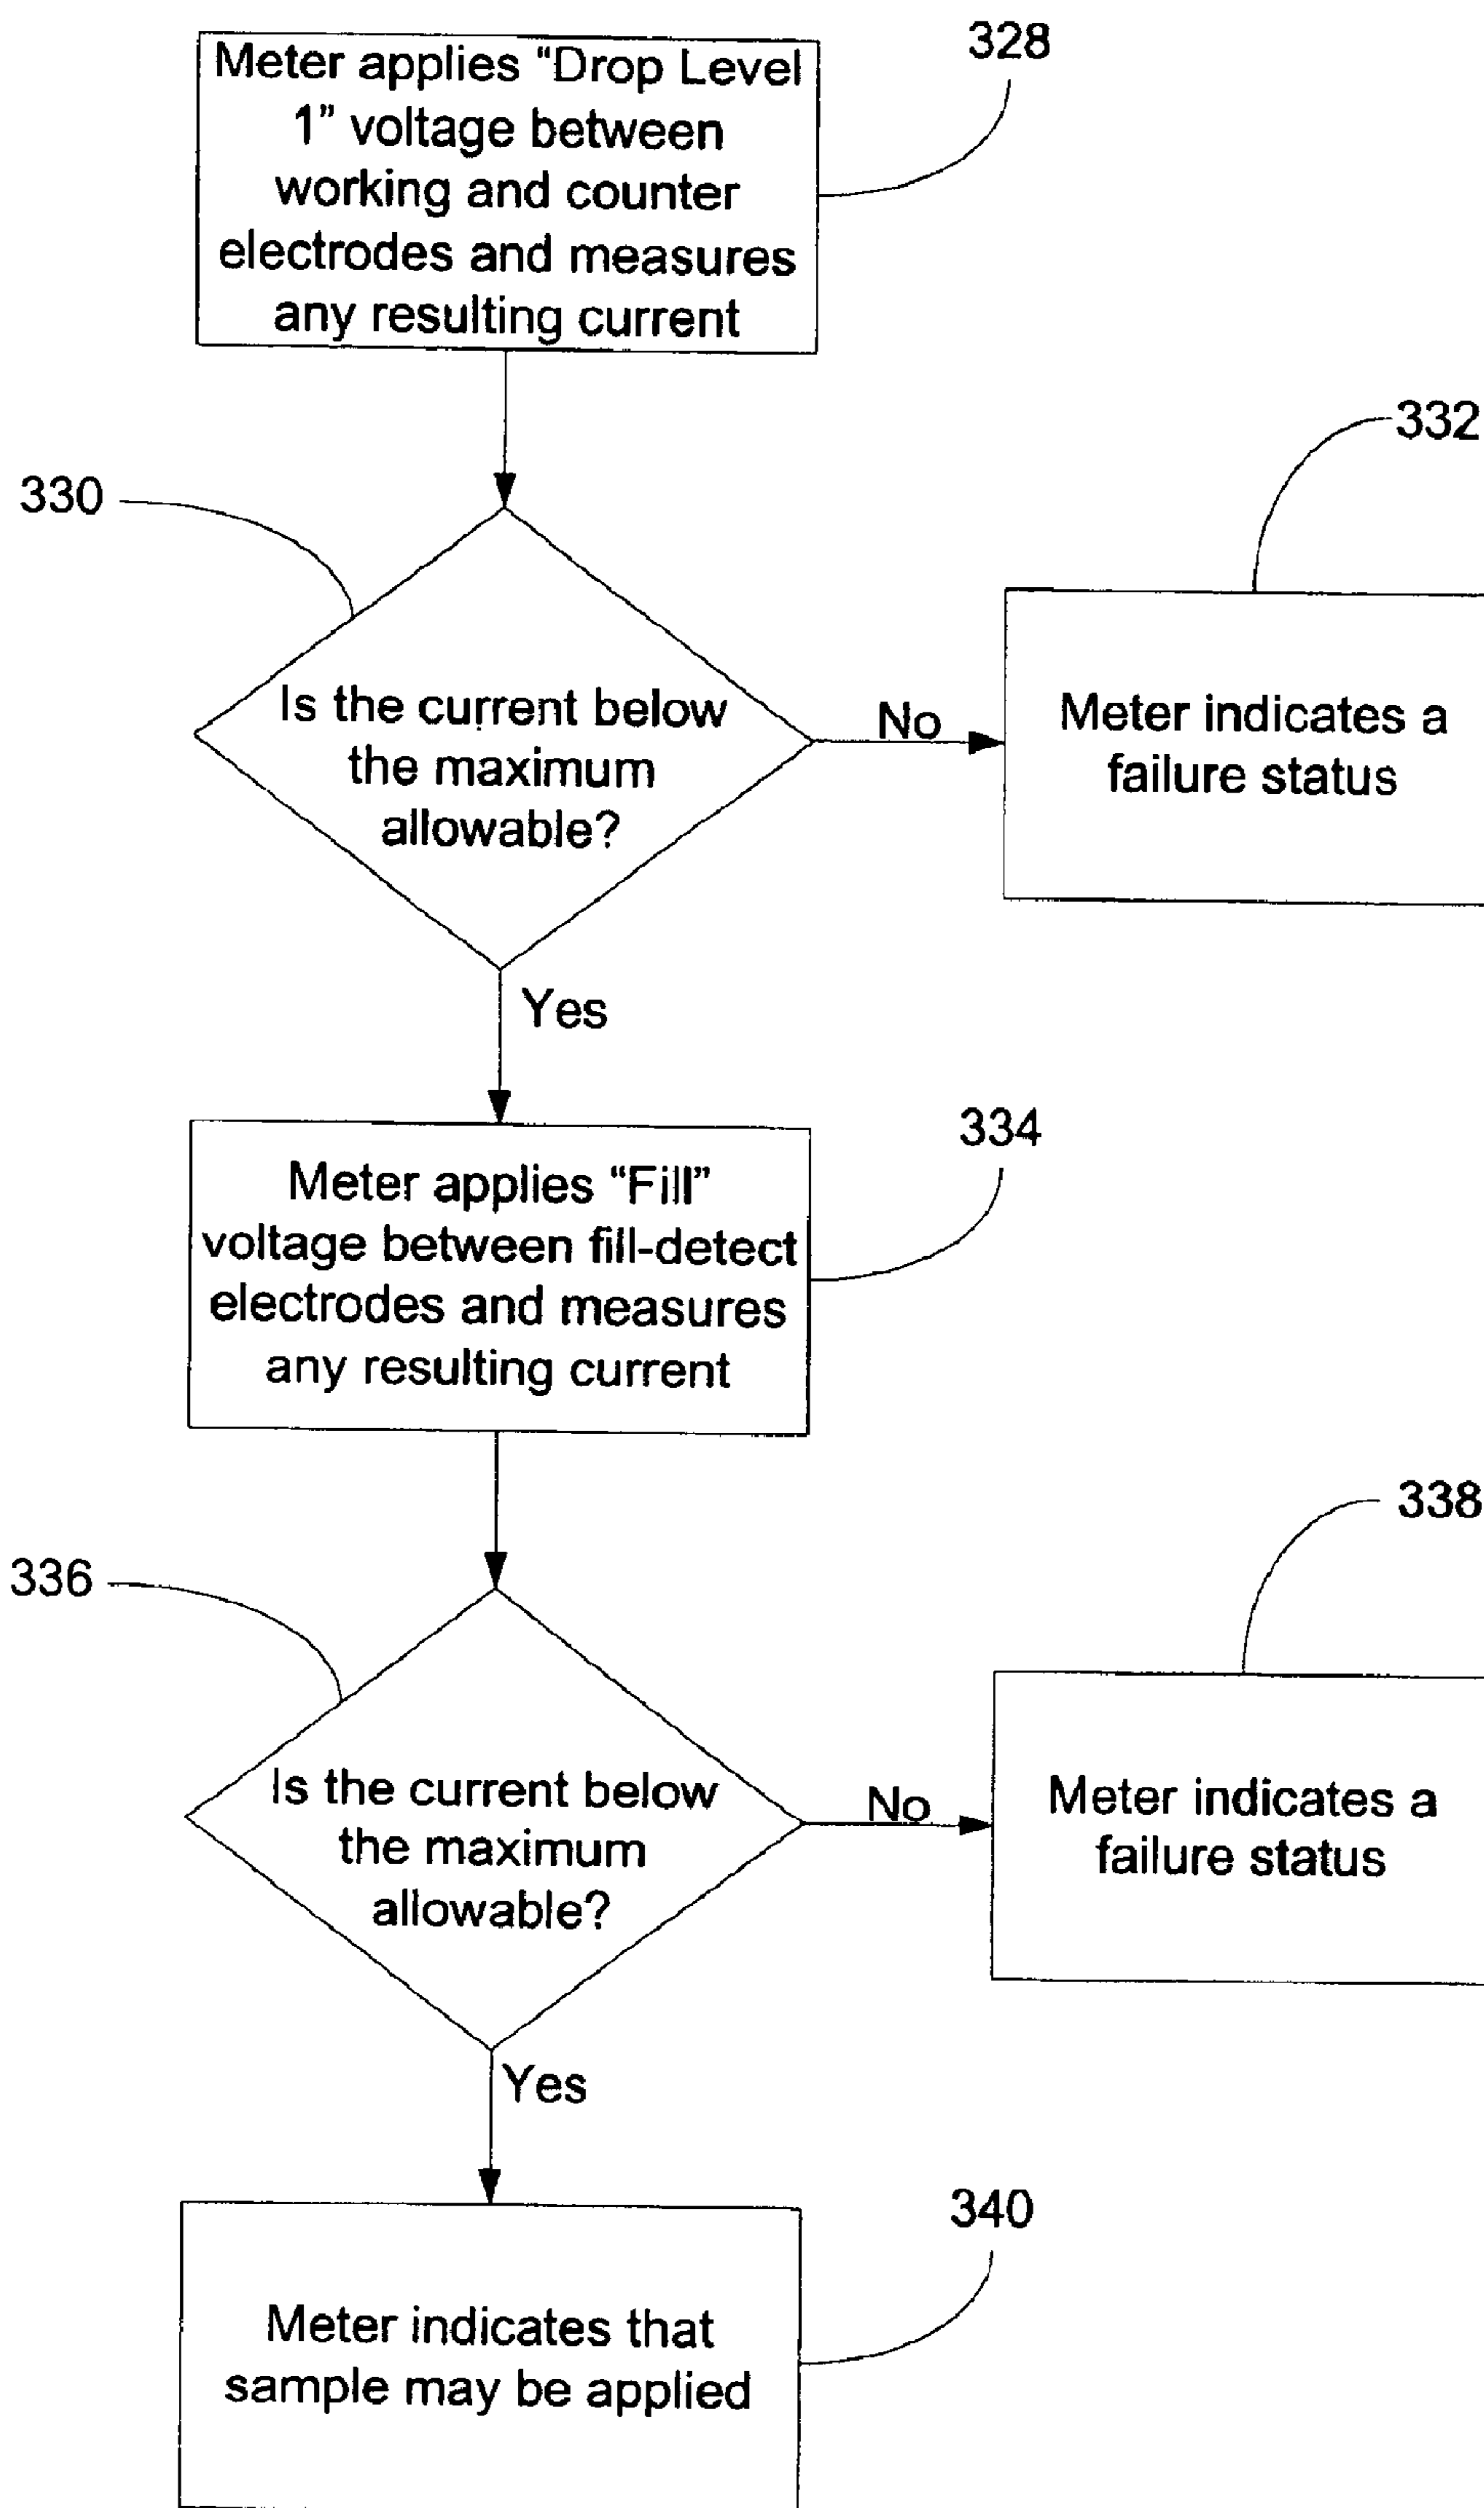 328
Meter applies “Drop Level
1” voltage between
working and counter
electrodes and measures
any resulting current
332
330
Is the current below
the maximum
allowable?
No
Meter indicates a
failure status
Yes
334
Meter applies “Fill”
voltage between fill-detect
electrodes and measures
any resulting current
338
336
Is the current below
the maximum
allowable?
No
Meter indicates a
failure status
Yes
340
Meter indicates that
sample may be applied